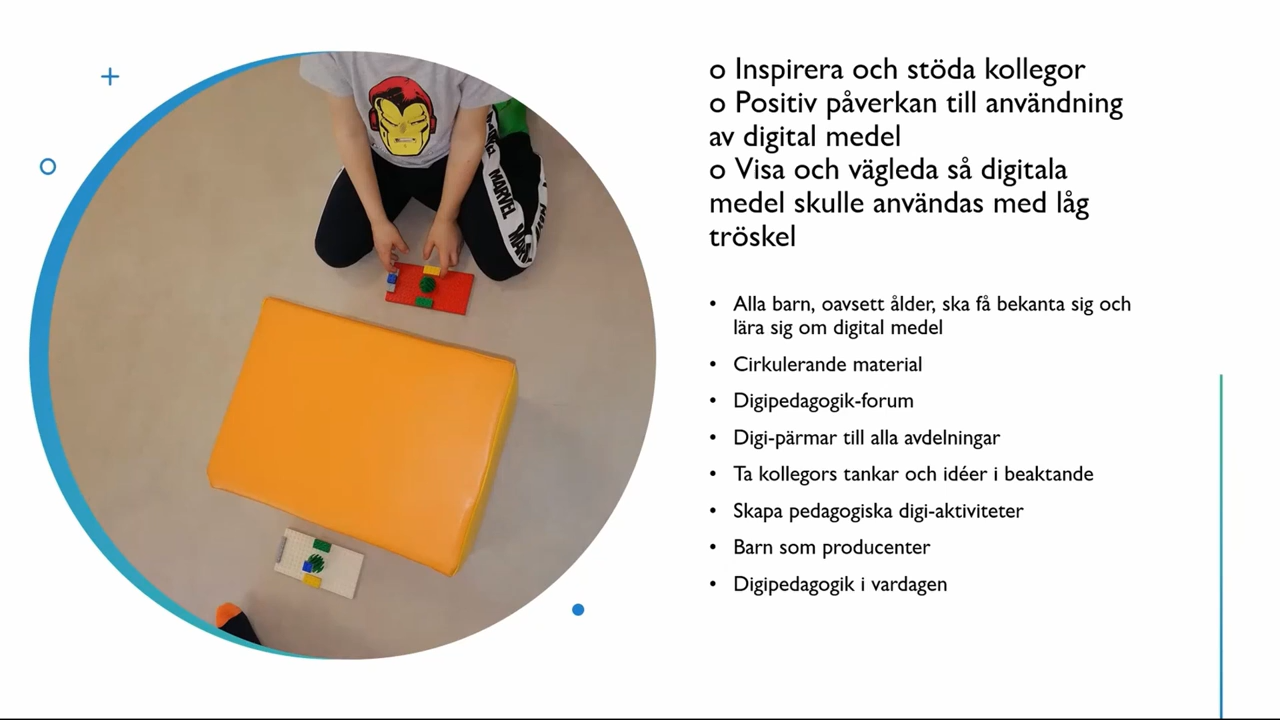 o Inspirera och stöda kollegor
o Positiv påverkan till användning
av digital medel
o Visa och vägleda så digitala
medel skulle användas med låg
tröskel
• Alla barn, oavsett ålder, ska få bekanta sig och
lära sig om digital medel
• Cirkulerande material
• Digipedagogik-forum
• Digi-pärmar till alla avdelningar
• Ta kollegors tankar och idéer i beaktande
• Skapa pedagogiska digi-aktiviteter
• Barn som producenter
• Digipedagogik i vardagen
MARVEL
MARVEL